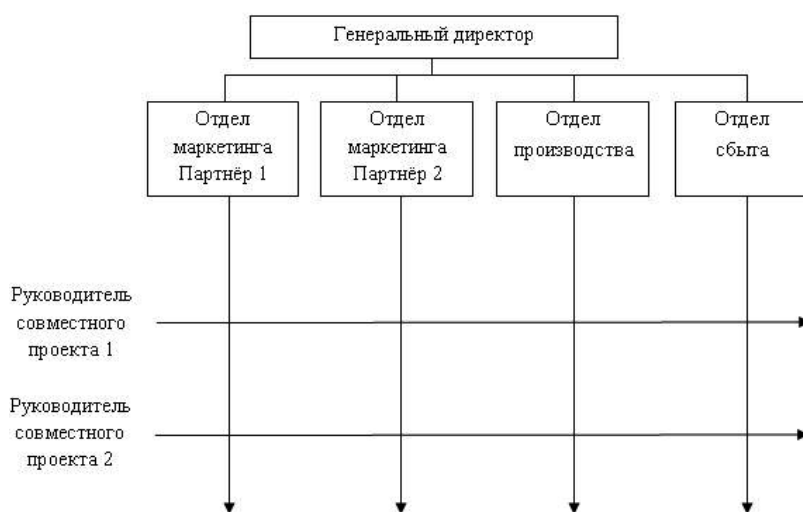 Генеральный директор
Отдел
маркетинга
Партнёр 1
Отдел
маркетинга
Партнёр 2
Отдел
производства
Отдел
сбыта
Руководитель
совместного
проекта 1
Руководитель
совместного
проекта 2